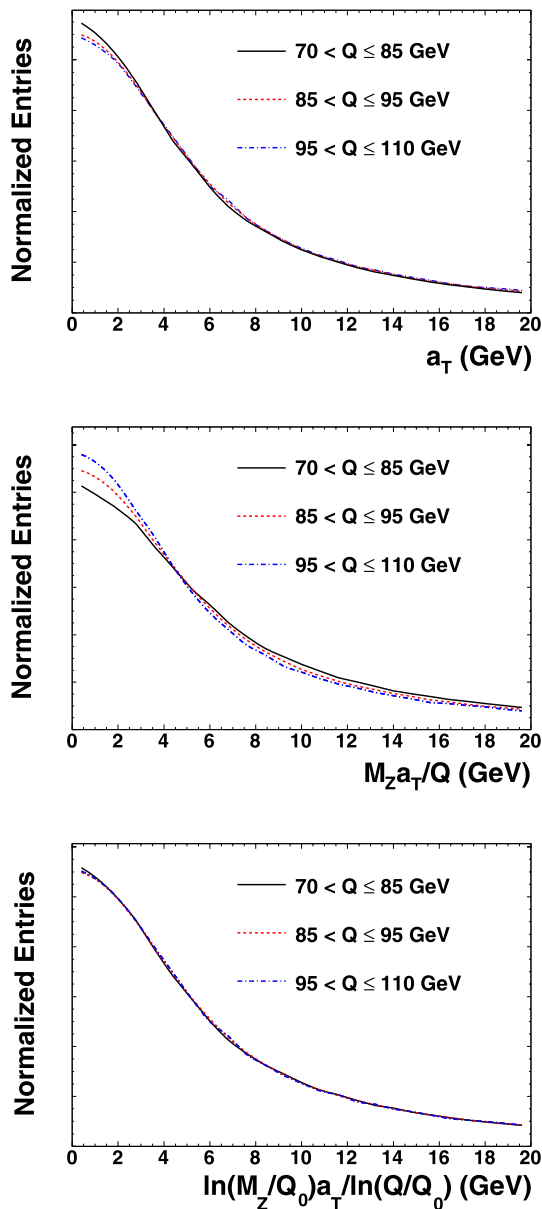 Normalized Entries
70 < Q ≤ 85 GeV
85 < Q ≤ 95 GeV
95 < Q ≤ 110 GeV
0 2 4 6 8 10 12 14 16 18 20
a_T (GeV)
Normalized Entries
70 < Q ≤ 85 GeV
85 < Q ≤ 95 GeV
95 < Q ≤ 110 GeV
0 2 4 6 8 10 12 14 16 18 20
M_Z a_T/Q (GeV)
Normalized Entries
70 < Q ≤ 85 GeV
85 < Q ≤ 95 GeV
95 < Q ≤ 110 GeV
0 2 4 6 8 10 12 14 16 18 20
ln(M_Z/Q_0)a_T/ln(Q/Q_0) (GeV)